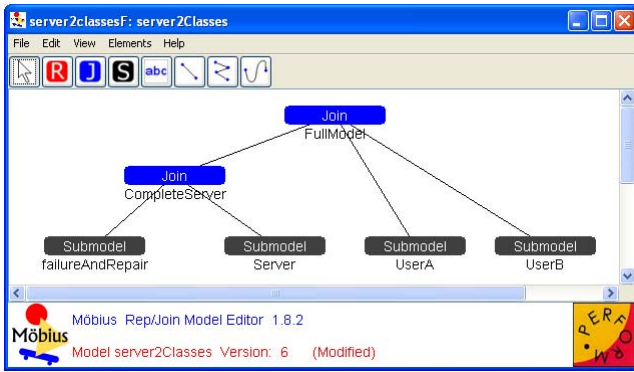 server2classesF: server2Classes
File Edit View Elements Help
R J S abc
Join
FullModel
Join
CompleteServer
Submodel Submodel Submodel Submodel
failureAndRepair Server UserA UserB
Möbius Rep/Join Model Editor 1.8.2
Möbius
Model server2Classes Version: 6 (Modified)
PERFORM